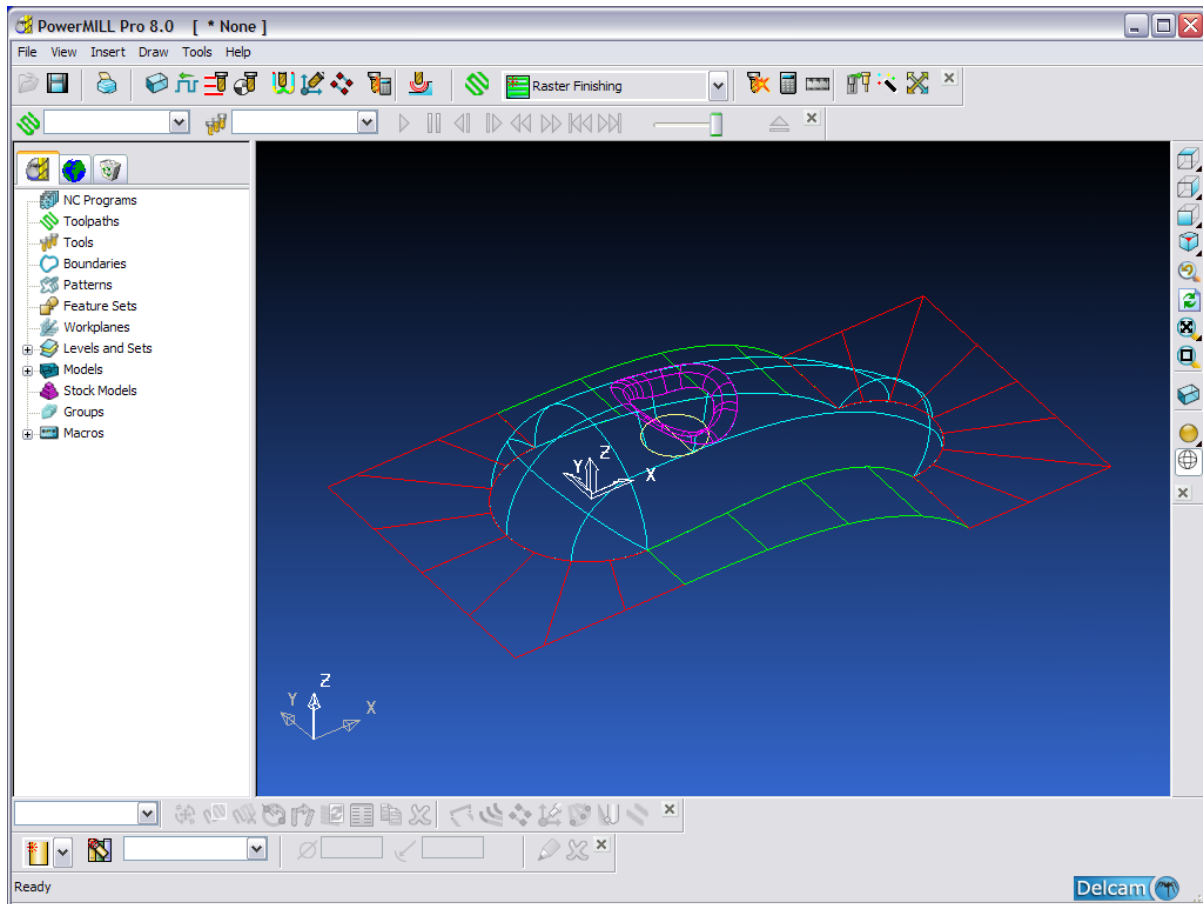 PowerMILL Pro 8.0 [ * None ]
File View Insert Draw Tools Help
Raster Finishing
NC Programs
Toolpaths
Tools
Boundaries
Patterns
Feature Sets
Workplanes
Levels and Sets
Models
Stock Models
Groups
Macros
Z
Y
X
Z
Y
X
Ready
Delcam